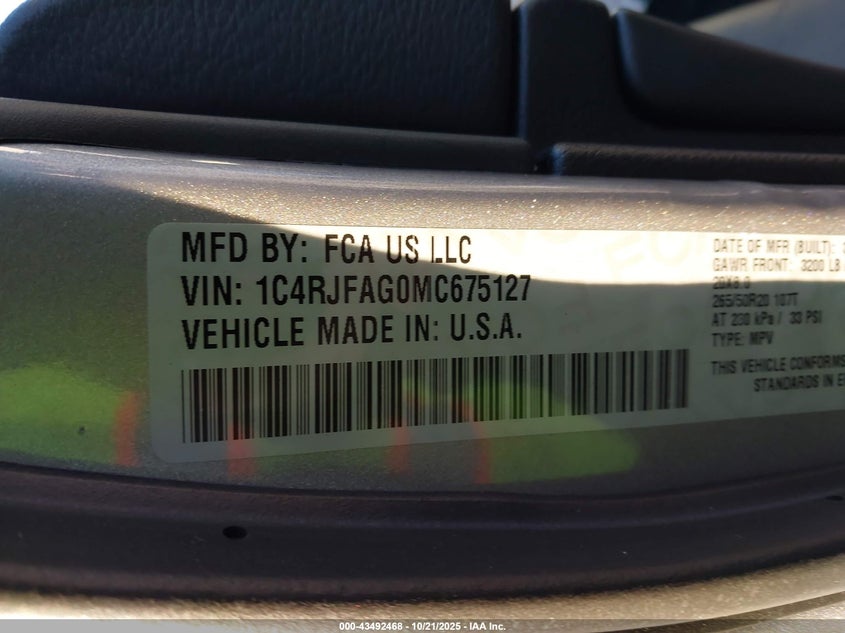 MFD BY: FCA US LLC
VIN: 1C4RJFAG0MC675127
VEHICLE MADE IN: U.S.A.
DATE OF MFR (BUILT):
GAWR FRONT: 3200 LB
20X8.0
265/50R20 107T
AT 230 kPa / 33 PSI
TYPE: MPV
THIS VEHICLE CONFORMS
STANDARDS IN
000-43492468 - 10/21/2025 - IAA Inc.